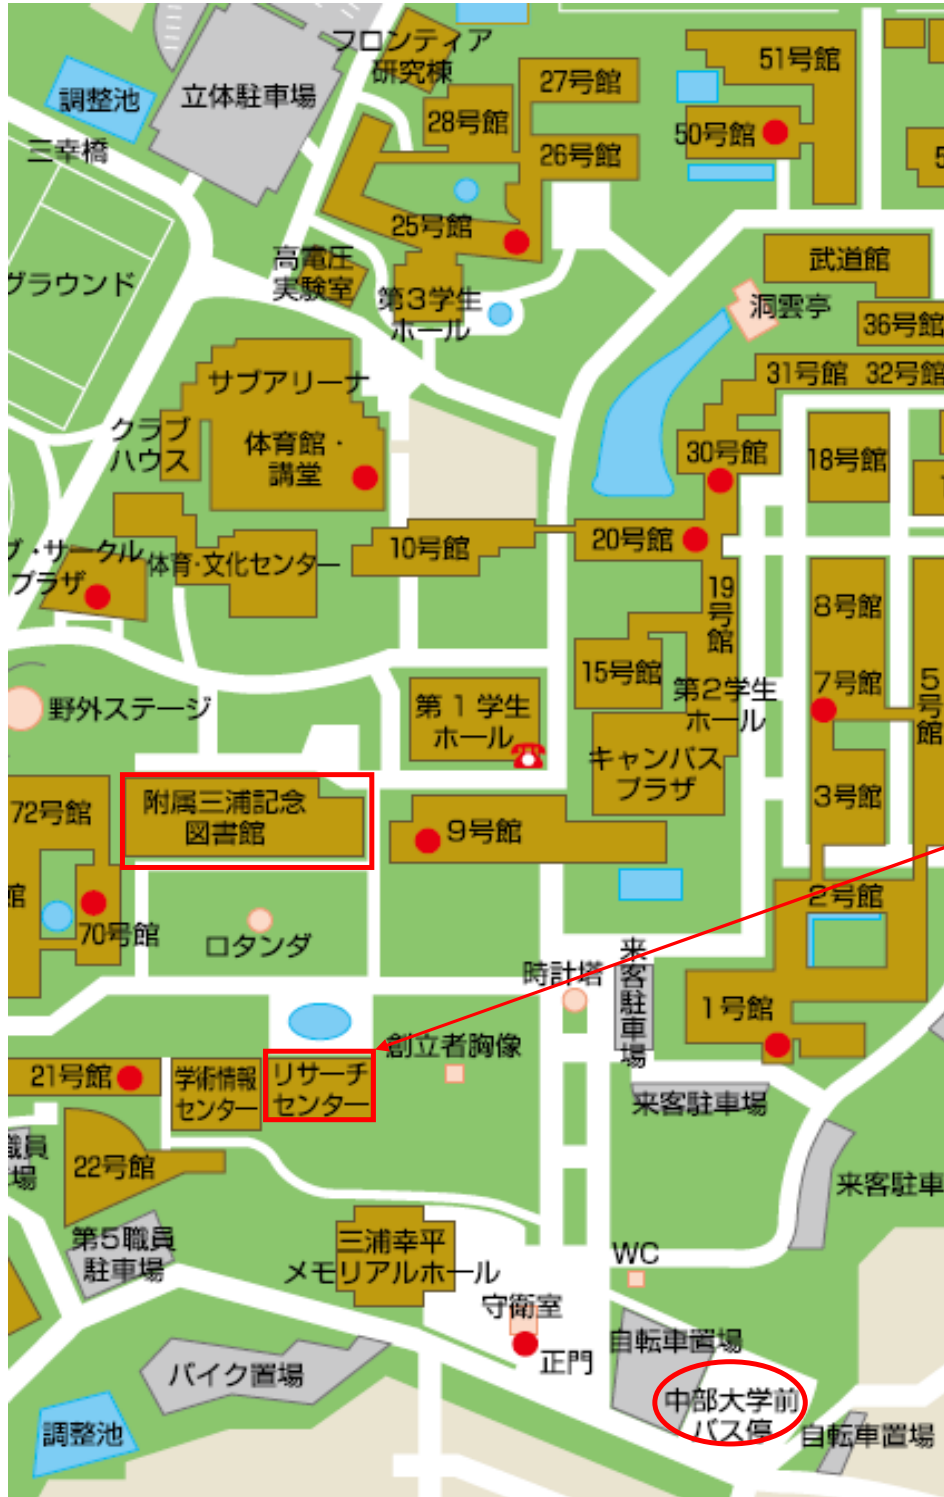 フロンティア
研究棟
27号館
51号館
調整池
立体駐車場
28号館
50号館
三幸橋
26号館
25号館
武道館
高電圧
実験室
グラウンド
第3学生
ホール
洞雲亭
36号館
サブアリーナ
31号館
32号館
クラブ
ハウス
体育館・
講堂
30号館
18号館
ブ・サークル
プラザ
体育・文化センター
10号館
20号館
19号館
8号館
15号館
第2学生
ホール
7号館
5号館
野外ステージ
第1学生
ホール
キャンパス
プラザ
3号館
72号館
附属三浦記念
図書館
9号館
館
2号館
70号館
ロタンダ
時計塔
来客駐車場
1号館
創立者胸像
21号館
学術情報
センター
リサーチ
センター
来客駐車場
職員
場
22号館
来客駐車
第5職員
駐車場
三浦幸平
メモリアルホール
WC
守衛室
正門
自転車置場
バイク置場
中部大学前
バス停
調整池
自転車置場